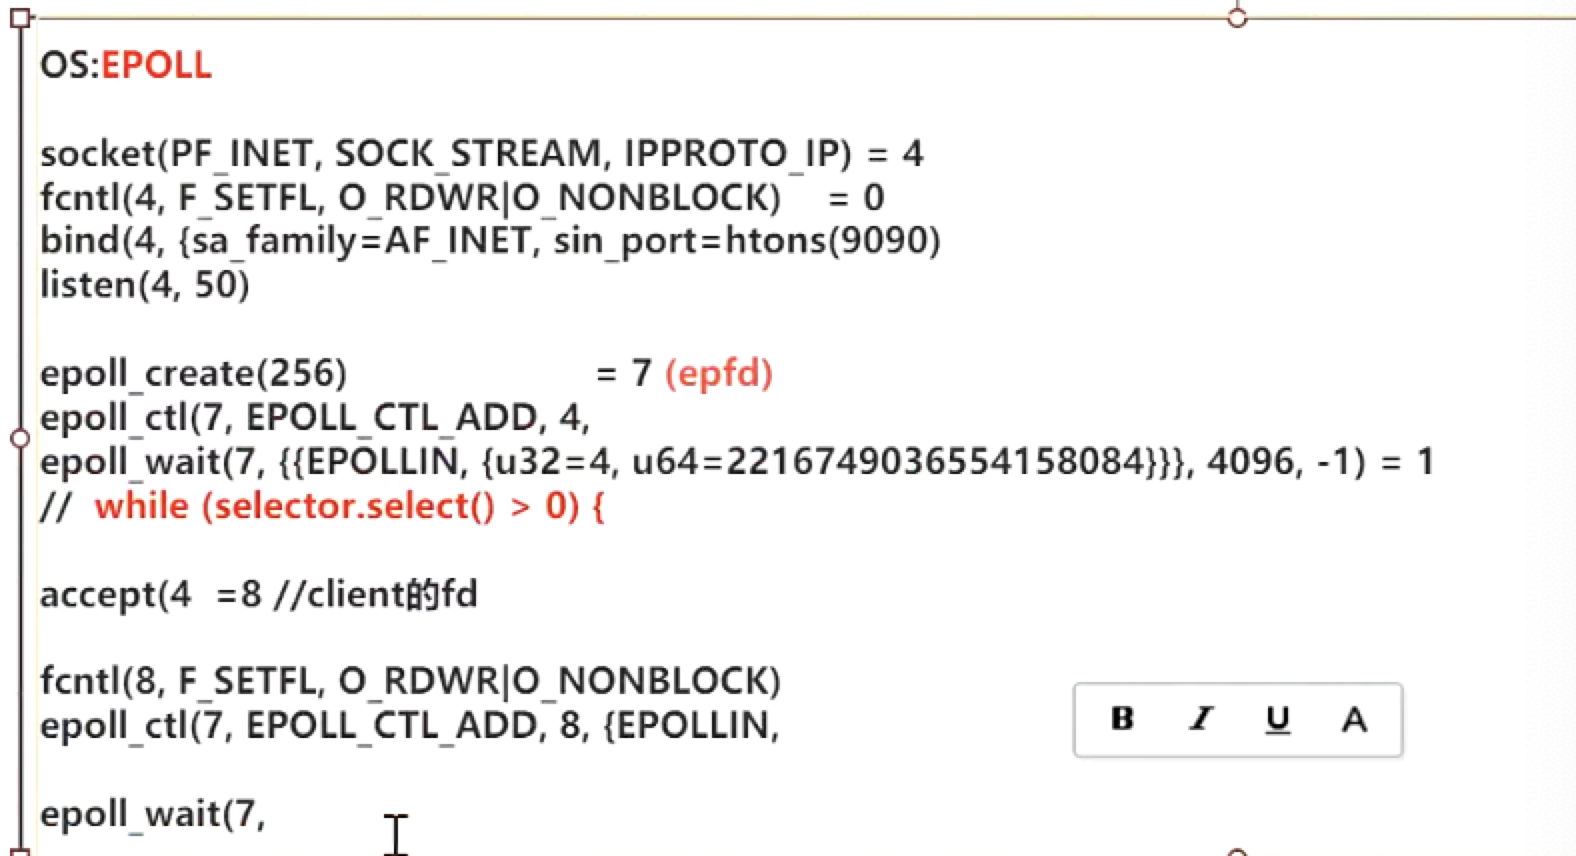 OS:EPOLL
socket(PF_INET, SOCK_STREAM, IPPROTO_IP) = 4
fcntl(4, F_SETFL, O_RDWR|O_NONBLOCK)    = 0
bind(4, {sa_family=AF_INET, sin_port=htons(9090)
listen(4, 50)
epoll_create(256)                         = 7 (epfd)
epoll_ctl(7, EPOLL_CTL_ADD, 4,
epoll_wait(7, {{EPOLLIN, {u32=4, u64=2216749036554158084}}}, 4096, -1) = 1
//  while (selector.select() > 0) {
accept(4  =8 //client的fd
fcntl(8, F_SETFL, O_RDWR|O_NONBLOCK)
epoll_ctl(7, EPOLL_CTL_ADD, 8, {EPOLLIN,
B I U A
epoll_wait(7,